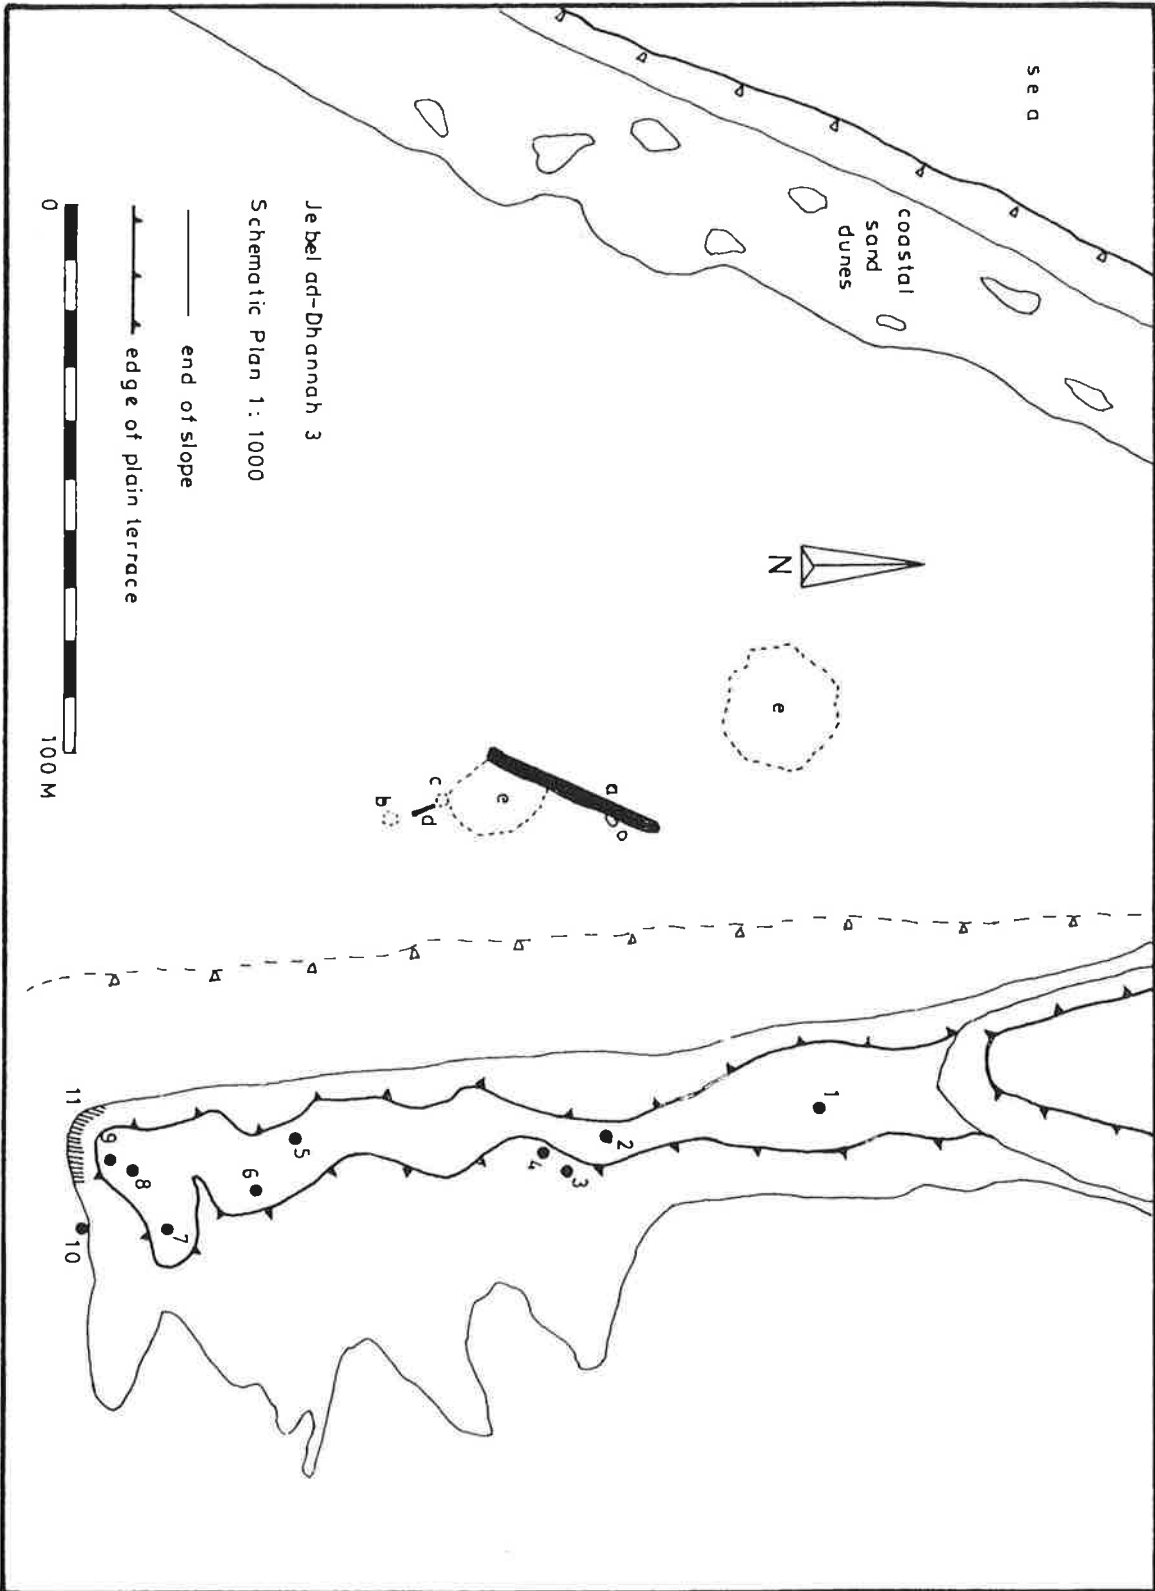 sea
coastal
sand
dunes
Jebel ad-Dhannah 3
Schematic Plan 1:1000
end of slope
edge of plain terrace
0
100 M
N
e
a
o
e
c
d
b
1
2
3
4
5
6
7
8
9
10
11